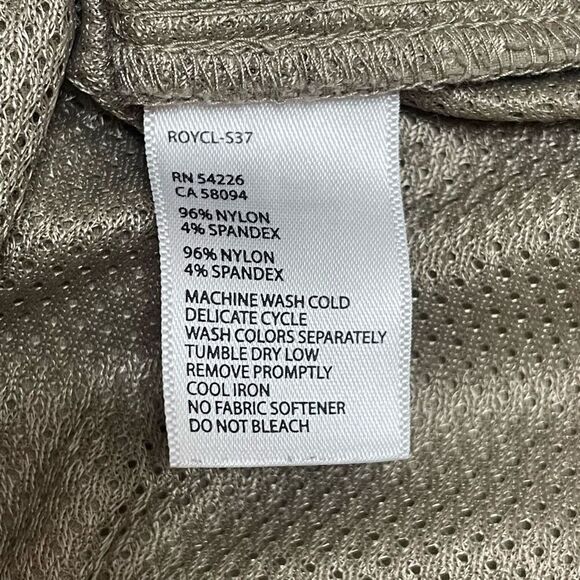 ROYCL-S37
RN 54226
CA 58094
96% NYLON
4% SPANDEX
96% NYLON
4% SPANDEX
MACHINE WASH COLD
DELICATE CYCLE
WASH COLORS SEPARATELY
TUMBLE DRY LOW
REMOVE PROMPTLY
COOL IRON
NO FABRIC SOFTENER
DO NOT BLEACH